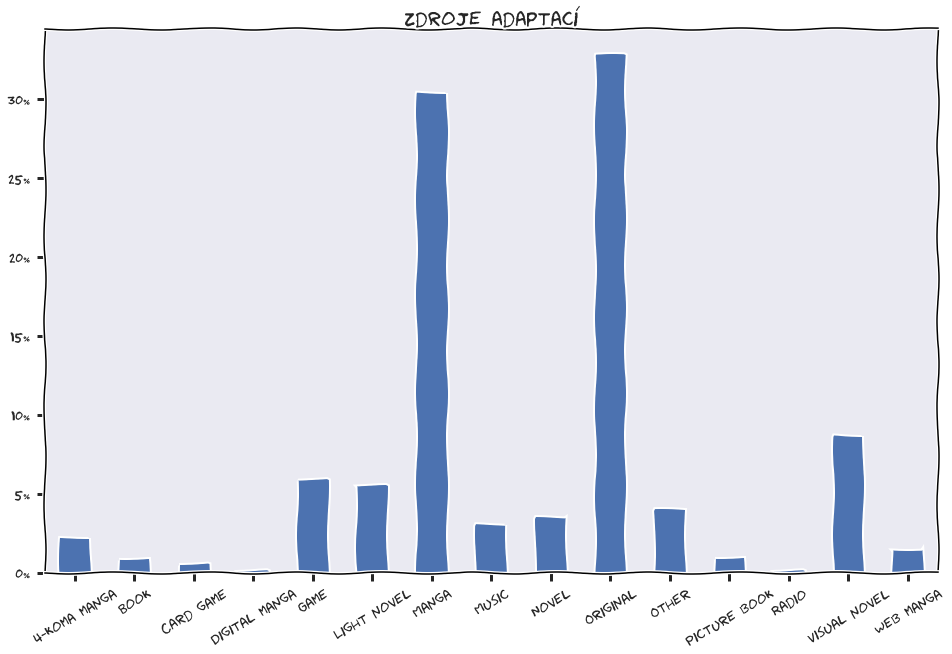 ZDROJE ADAPTACÍ
30%
25%
20%
15%
10%
5%
0%
4-KOMA MANGA
BOOK
CARD GAME
DIGITAL MANGA
GAME
LIGHT NOVEL
MANGA
MUSIC
NOVEL
ORIGINAL
OTHER
PICTURE BOOK
RADIO
VISUAL NOVEL
WEB MANGA